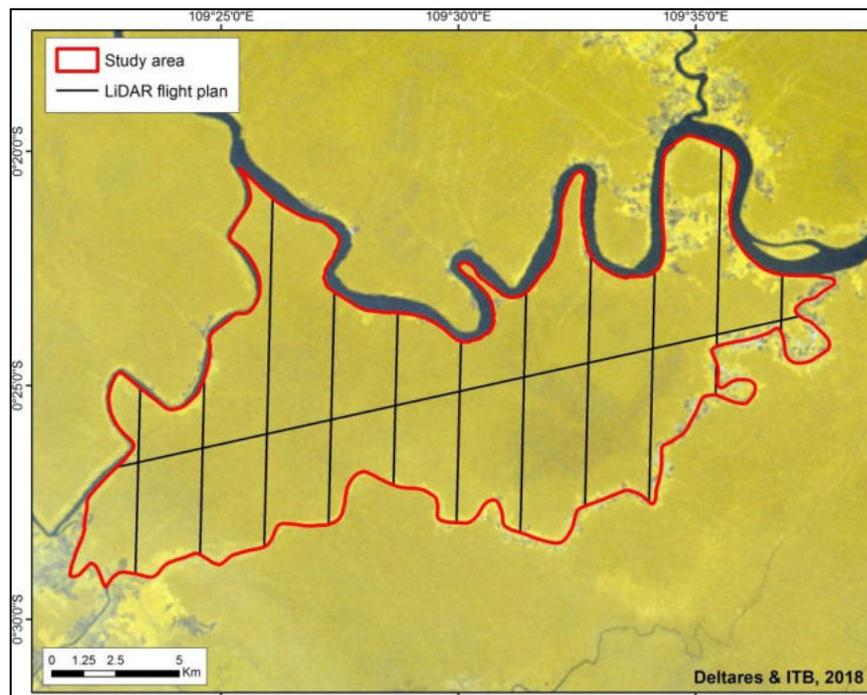 109°25'0"E 109°30'0"E 109°35'0"E
Study area
LiDAR flight plan
0°20'0"S
0°25'0"S
0°30'0"S
0 1.25 2.5 5
Km
Deltares & ITB, 2018